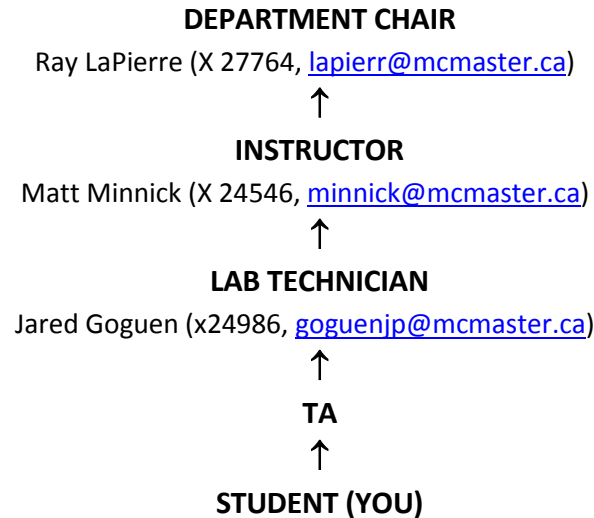 DEPARTMENT CHAIR
Ray LaPierre (X 27764, lapierr@mcmaster.ca)
↑
INSTRUCTOR
Matt Minnick (X 24546, minnick@mcmaster.ca)
↑
LAB TECHNICIAN
Jared Goguen (x24986, goguenjp@mcmaster.ca)
↑
TA
↑
STUDENT (YOU)